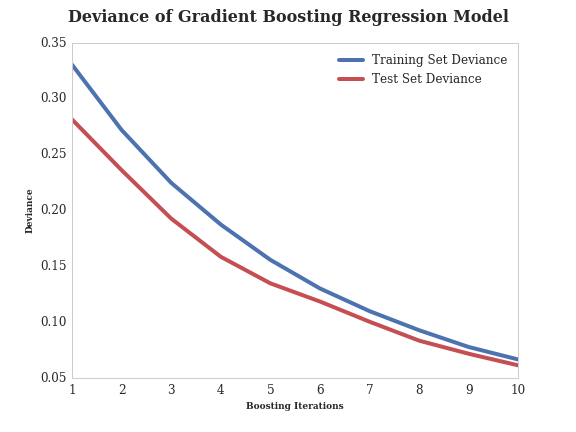 Deviance of Gradient Boosting Regression Model
0.35
0.30
0.25
0.20
0.15
0.10
0.05
Deviance
Training Set Deviance
Test Set Deviance
1 2 3 4 5 6 7 8 9 10
Boosting Iterations